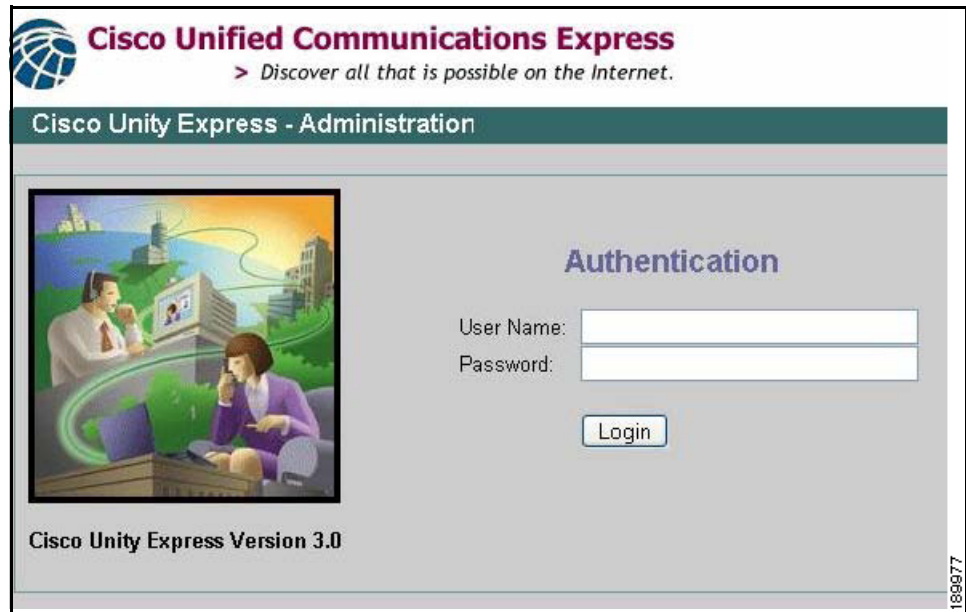 Cisco Unified Communications Express
> Discover all that is possible on the Internet.
Cisco Unity Express - Administration
Authentication
User Name:
Password:
Login
Cisco Unity Express Version 3.0
189977